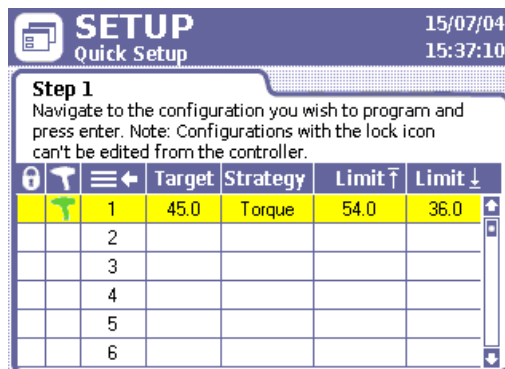 SETUP
Quick Setup
15/07/04
15:37:10
Step 1
Navigate to the configuration you wish to program and
press enter. Note: Configurations with the lock icon
can't be edited from the controller.
Target Strategy Limit Limit
1 45.0 Torque 54.0 36.0
2
3
4
5
6